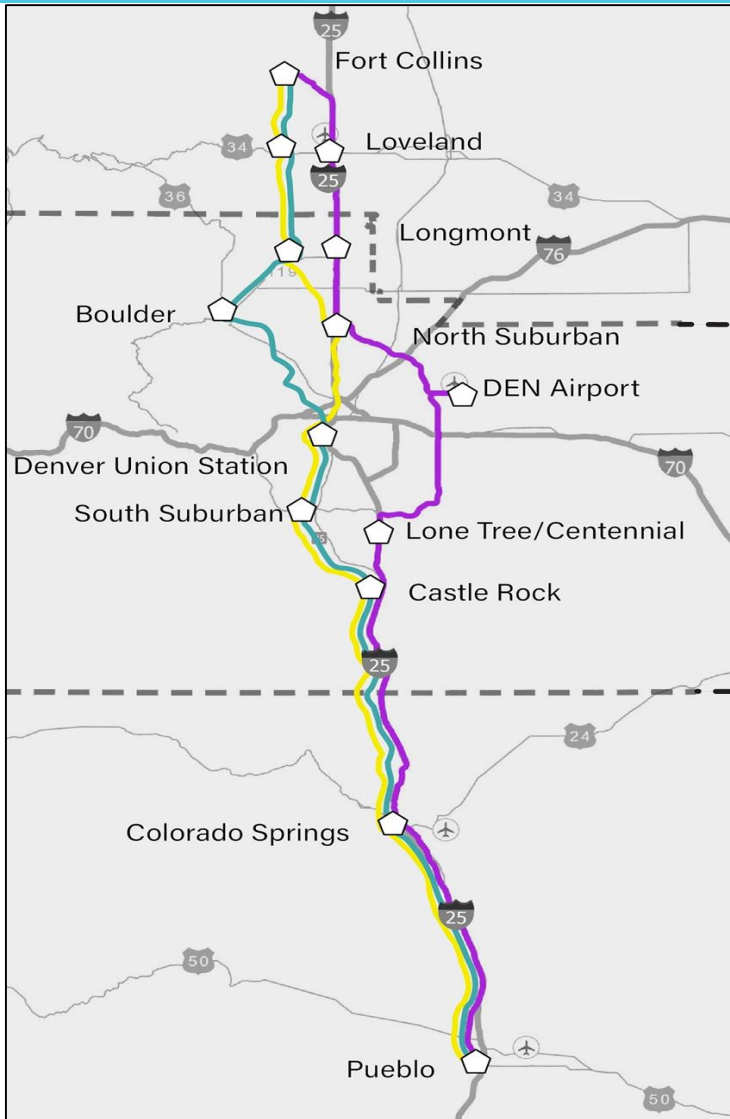 25
Fort Collins
34
Loveland
25
36
34
Longmont
76
119
Boulder
North Suburban
DEN Airport
70
Denver Union Station
70
South Suburban
Lone Tree/Centennial
Castle Rock
25
24
Colorado Springs
25
50
Pueblo
50